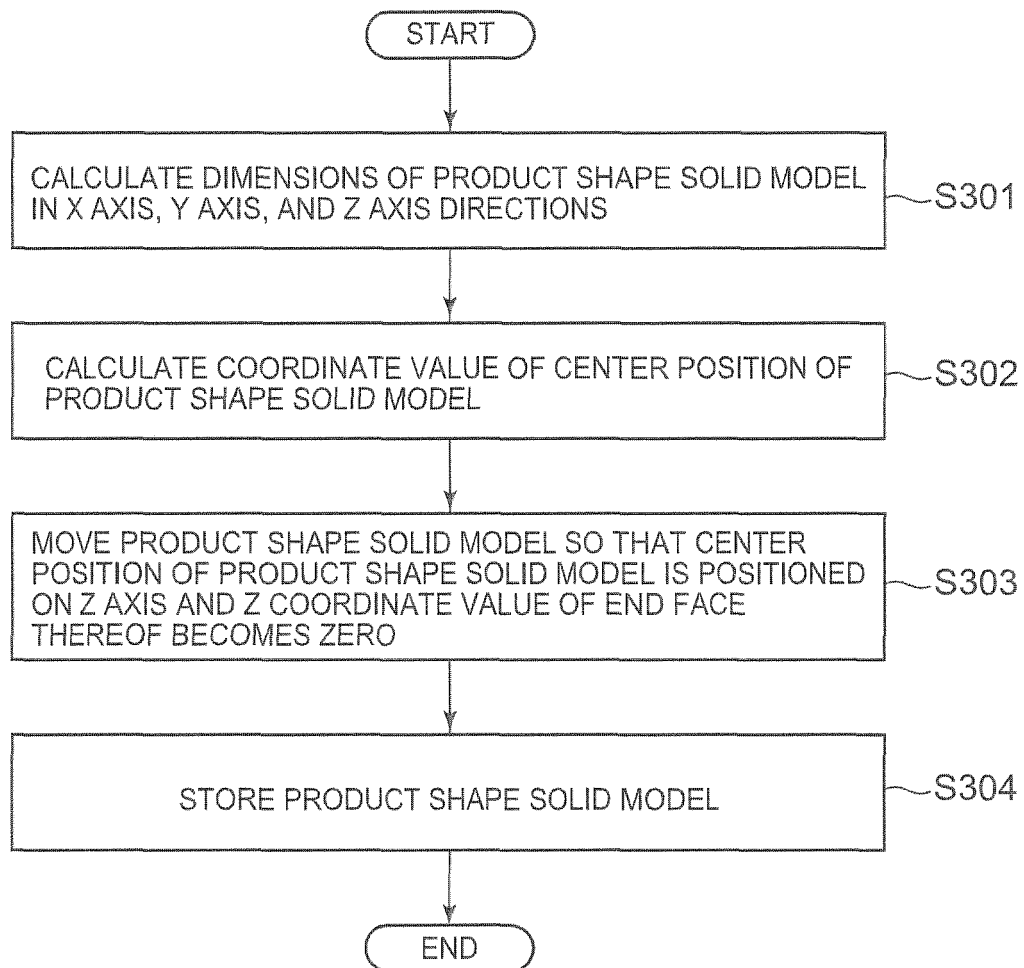 START
CALCULATE DIMENSIONS OF PRODUCT SHAPE SOLID MODEL
IN X AXIS, Y AXIS, AND Z AXIS DIRECTIONS
S301
CALCULATE COORDINATE VALUE OF CENTER POSITION OF
PRODUCT SHAPE SOLID MODEL
S302
MOVE PRODUCT SHAPE SOLID MODEL SO THAT CENTER
POSITION OF PRODUCT SHAPE SOLID MODEL IS POSITIONED
ON Z AXIS AND Z COORDINATE VALUE OF END FACE
THEREOF BECOMES ZERO
S303
STORE PRODUCT SHAPE SOLID MODEL
S304
END